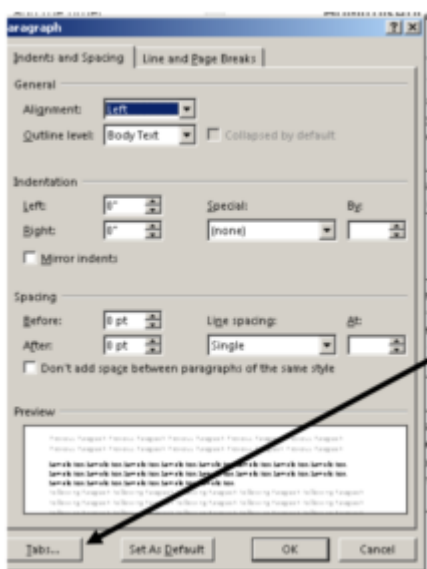 aragraph
Indents and Spacing
Line and Page Breaks
General
Alignment: Left
Outline level: Body Text Collapsed by default
Indentation
Left: 0" Special: By:
Right: 0" (none)
Mirror indents
Spacing
Before: 0 pt Line spacing: At:
After: 0 pt Single
Don't add space between paragraphs of the same style
Preview
Tabs... Set As Default OK Cancel